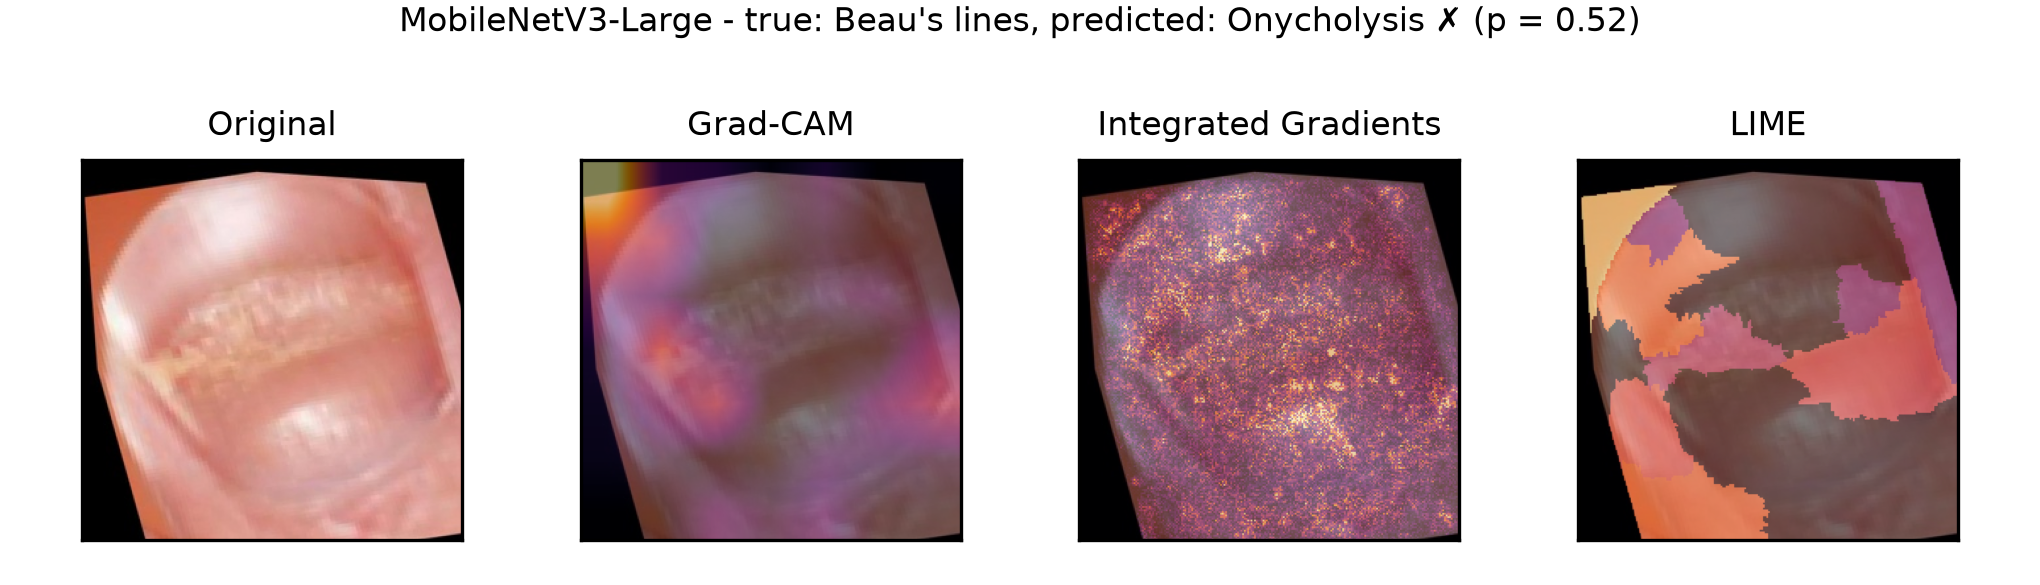 MobileNetV3-Large - true: Beau's lines, predicted: Onycholysis ✗ (p = 0.52)
Original
Grad-CAM
Integrated Gradients
LIME